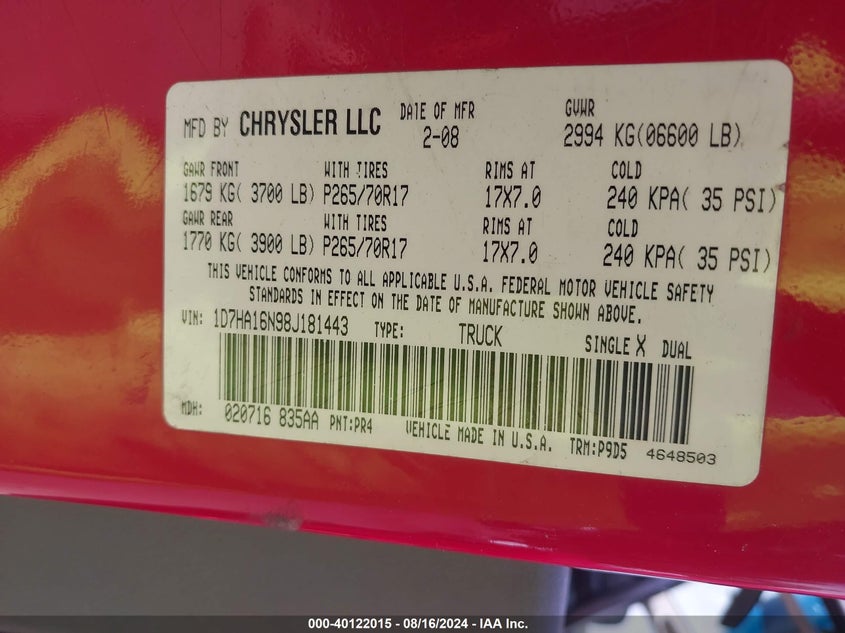 MFD BY CHRYSLER LLC DATE OF MFR 2-08 GVWR 2994 KG(06600 LB)
GAWR FRONT WITH TIRES RIMS AT COLD
1679 KG( 3700 LB) P265/70R17 17X7.0 240 KPA( 35 PSI)
GAWR REAR WITH TIRES RIMS AT COLD
1770 KG( 3900 LB) P265/70R17 17X7.0 240 KPA( 35 PSI)
THIS VEHICLE CONFORMS TO ALL APPLICABLE U.S.A. FEDERAL MOTOR VEHICLE SAFETY
STANDARDS IN EFFECT ON THE DATE OF MANUFACTURE SHOWN ABOVE.
VIN: 1D7HA16N98J181443 TYPE: TRUCK SINGLE X DUAL
MDH: 020716 835AA PNT:PR4 VEHICLE MADE IN U.S.A. TRM:P9D5 4648503
000-40122015 - 08/16/2024 - IAA Inc.